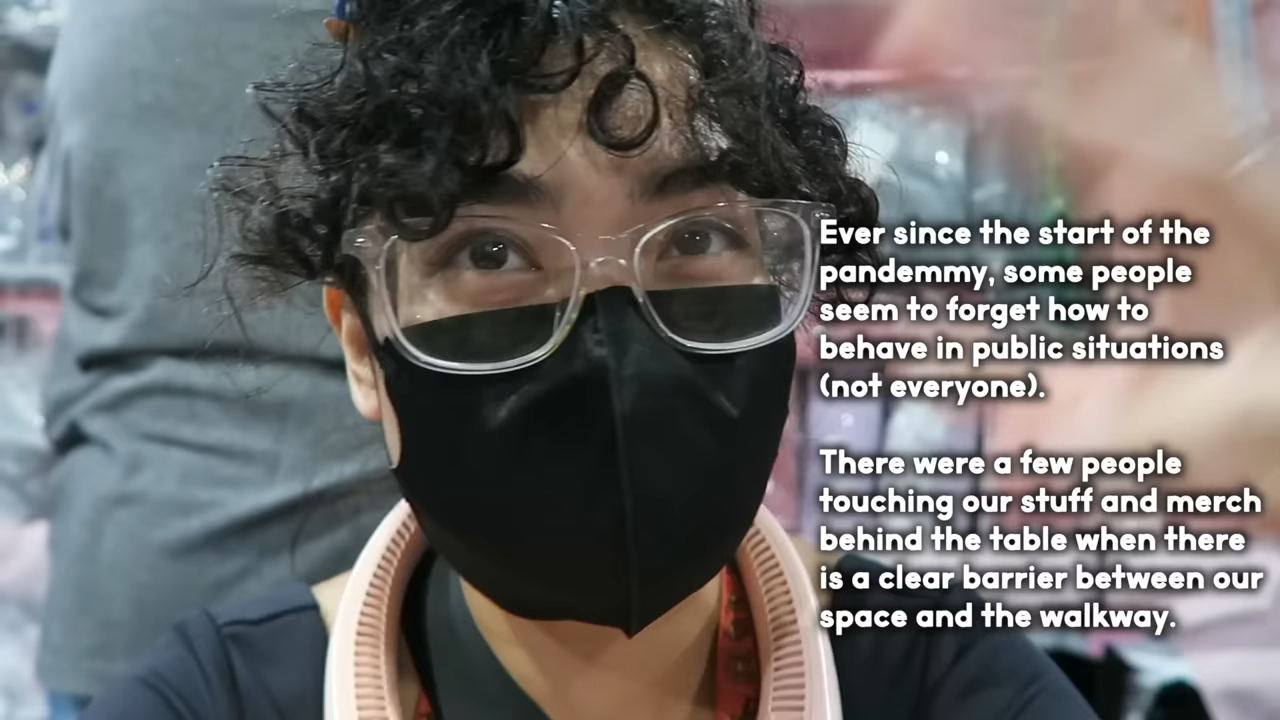 Ever since the start of the
pandemmy, some people
seem to forget how to
behave in public situations
(not everyone).
There were a few people
touching our stuff and merch
behind the table when there
is a clear barrier between our
space and the walkway.